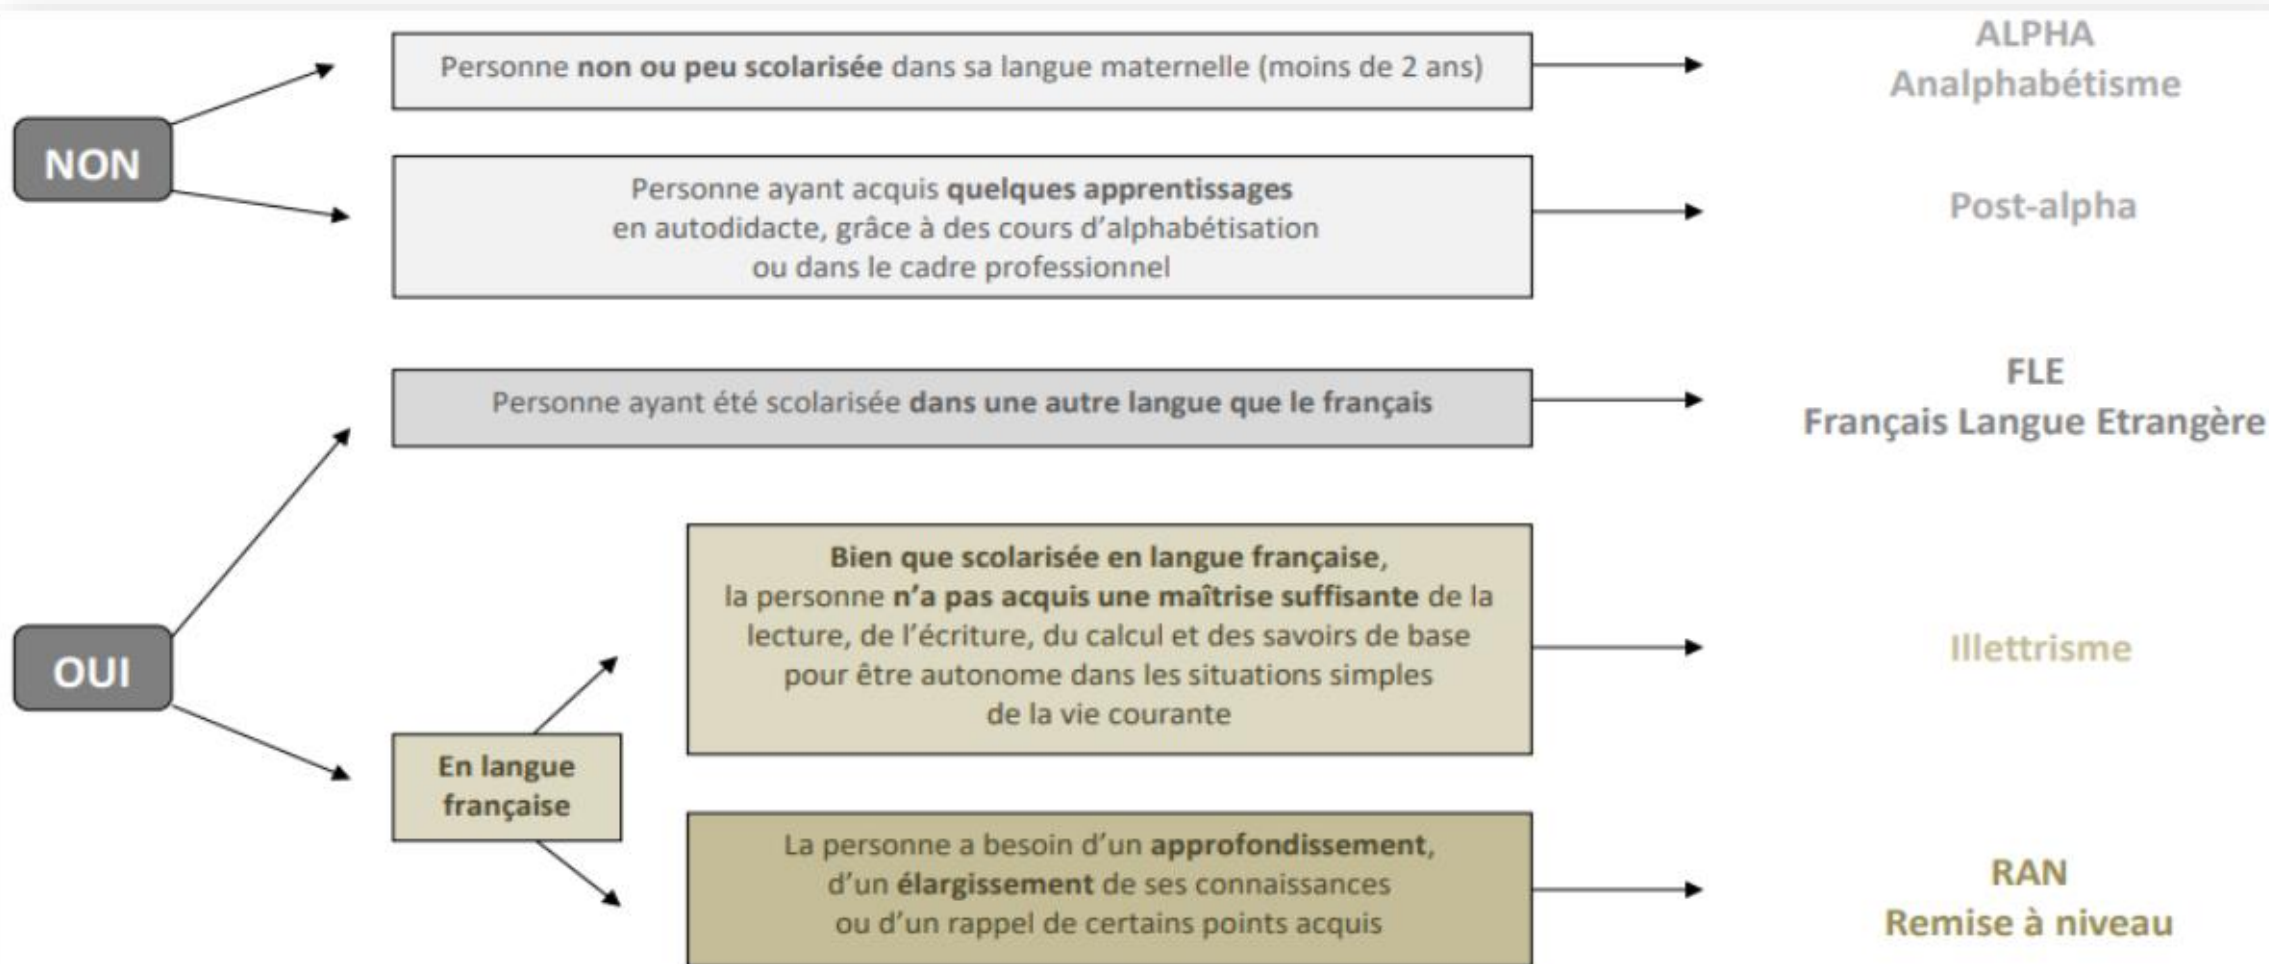 NON
Personne non ou peu scolarisée dans sa langue maternelle (moins de 2 ans)
ALPHA
Analphabétisme
Personne ayant acquis quelques apprentissages
en autodidacte, grâce à des cours d’alphabétisation
ou dans le cadre professionnel
Post-alpha
OUI
Personne ayant été scolarisée dans une autre langue que le français
FLE
Français Langue Etrangère
En langue
française
Bien que scolarisée en langue française,
la personne n’a pas acquis une maîtrise suffisante de la
lecture, de l’écriture, du calcul et des savoirs de base
pour être autonome dans les situations simples
de la vie courante
Illettrisme
La personne a besoin d’un approfondissement,
d’un élargissement de ses connaissances
ou d’un rappel de certains points acquis
RAN
Remise à niveau